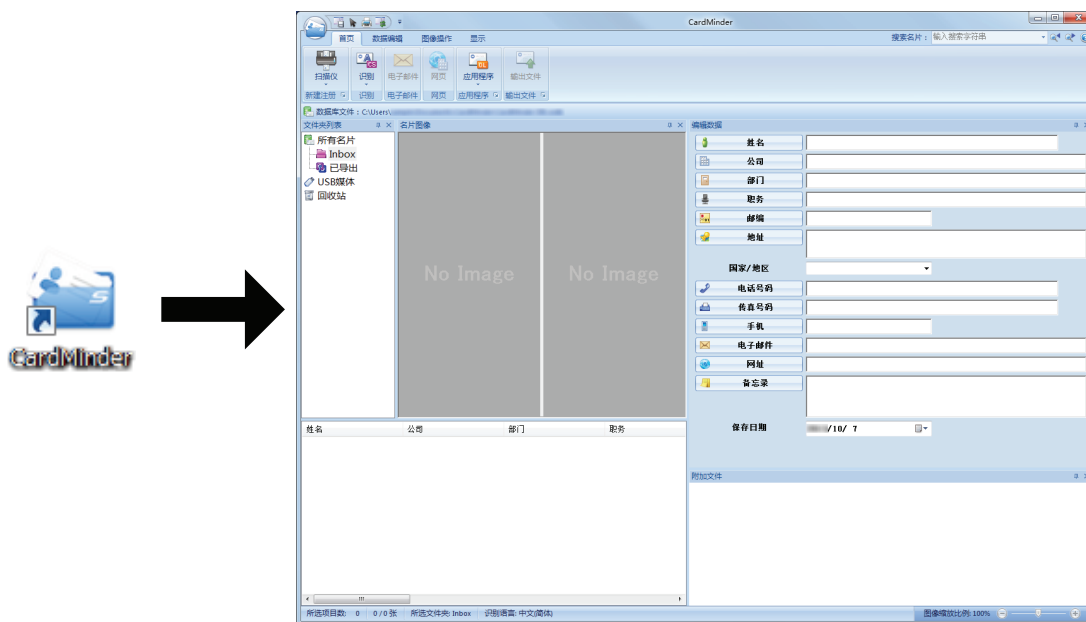 CardMinder
CardMinder
首页 数据编辑 图像操作 显示
搜索名片： 输入搜索字符串
扫描仪 识别 电子邮件 网页 应用程序 输出文件
新建注册 识别 电子邮件 网页 应用程序 输出文件
数据库文件：C:\Users\
文件夹列表 名片图像 编辑数据
所有名片
Inbox
已导出
USB媒体
回收站
No Image No Image
姓名
公司
部门
职务
邮编
地址
国家/地区
电话号码
传真号码
手机
电子邮件
网址
备忘录
保存日期 /10/ 7
姓名 公司 部门 职务
附加文件
所选项目数: 0 0/0张 所选文件夹: Inbox 识别语言: 中文(简体) 图像缩放比例: 100%